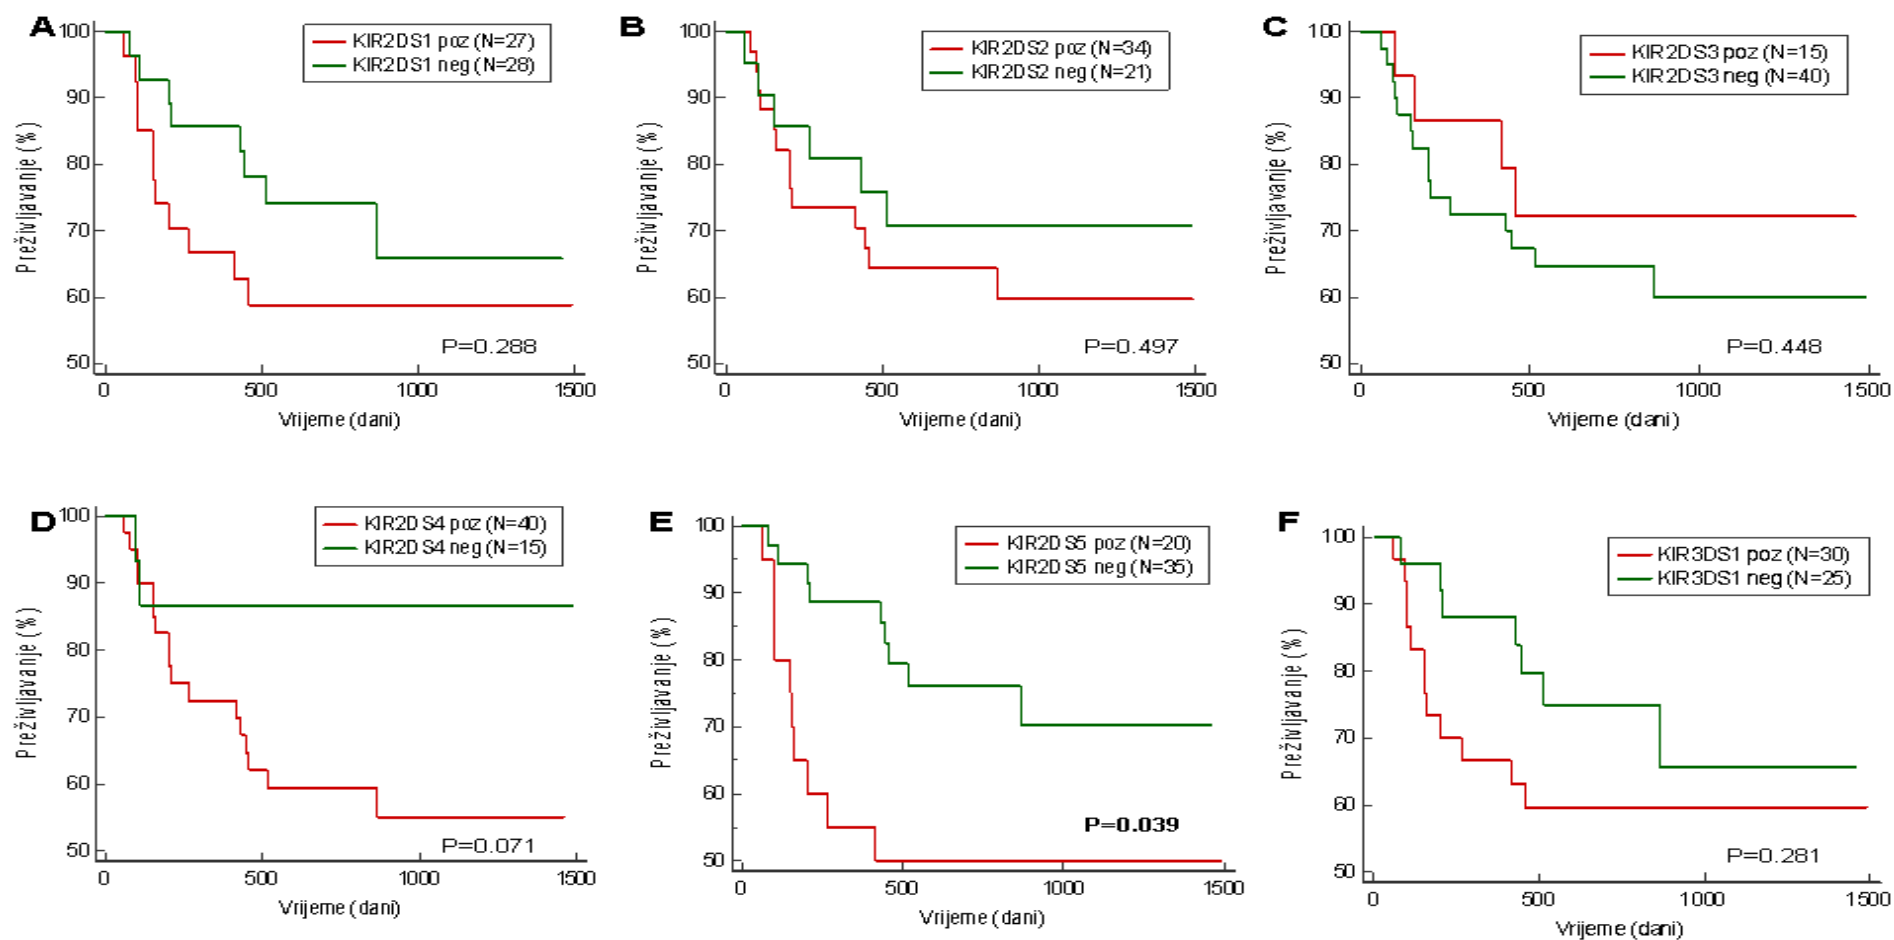 A
Preživljavanje (%)
100
90
80
70
60
50
KIR2DS1 poz (N=27)
KIR2DS1 neg (N=28)
P=0.288
0 500 1000 1500
Vrijeme (dani)
B
Preživljavanje (%)
100
90
80
70
60
50
KIR2DS2 poz (N=34)
KIR2DS2 neg (N=21)
P=0.497
0 500 1000 1500
Vrijeme (dani)
C
Preživljavanje (%)
100
90
80
70
60
50
KIR2DS3 poz (N=15)
KIR2DS3 neg (N=40)
P=0.448
0 500 1000 1500
Vrijeme (dani)
D
Preživljavanje (%)
100
90
80
70
60
50
KIR2DS4 poz (N=40)
KIR2DS4 neg (N=15)
P=0.071
0 500 1000 1500
Vrijeme (dani)
E
Preživljavanje (%)
100
90
80
70
60
50
KIR2DS5 poz (N=20)
KIR2DS5 neg (N=35)
P=0.039
0 500 1000 1500
Vrijeme (dani)
F
Preživljavanje (%)
100
90
80
70
60
50
KIR3DS1 poz (N=30)
KIR3DS1 neg (N=25)
P=0.281
0 500 1000 1500
Vrijeme (dani)